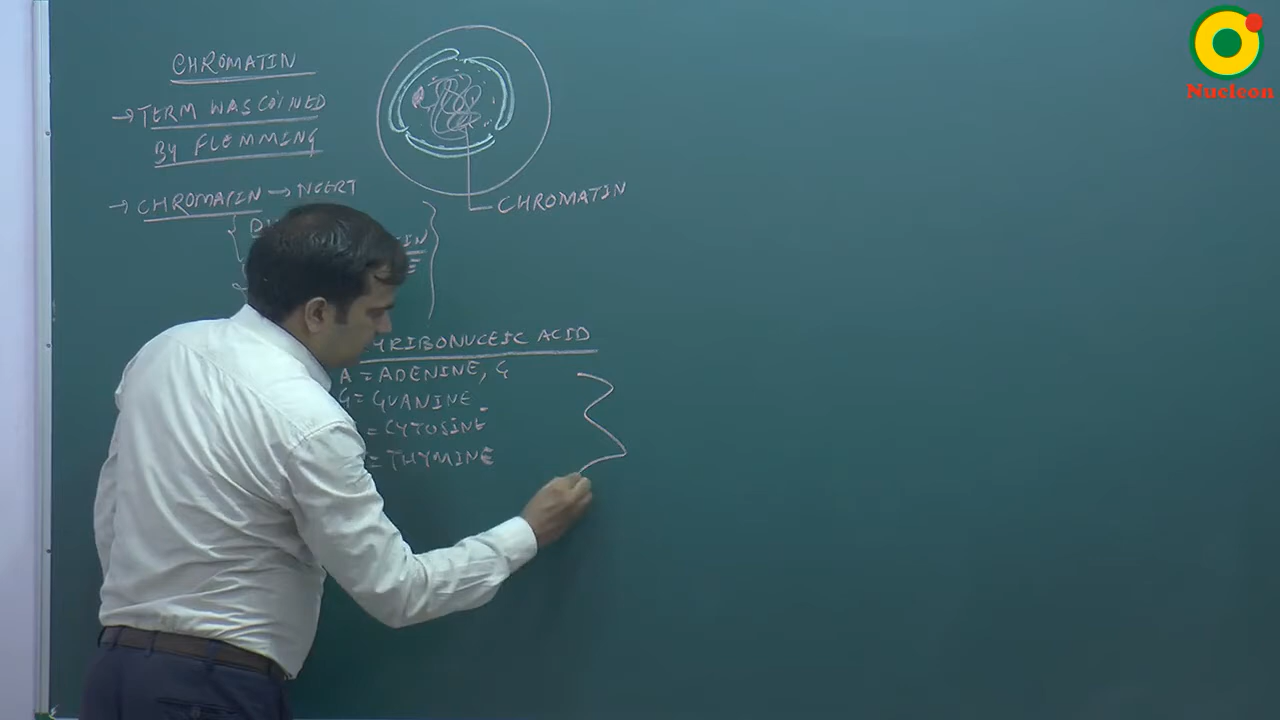 CHROMATIN
→ TERM WAS COINED
BY FLEMMING
→ CHROMATIN → NCERT
CHROMATIN
RIBONUCEIC ACID
A = ADENINE, G
G = GUANINE
= CYTOSINE
= THYMINE
Nucleon